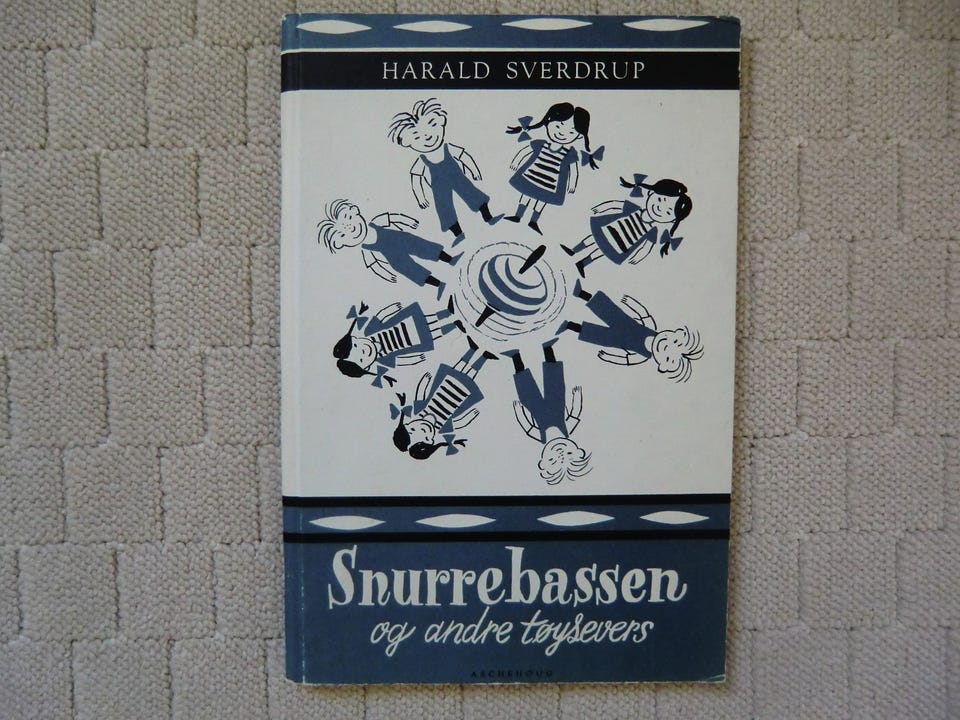 HARALD SVERDRUP
Snurrebassen
og andre tøysevers
ASCHEHOUG